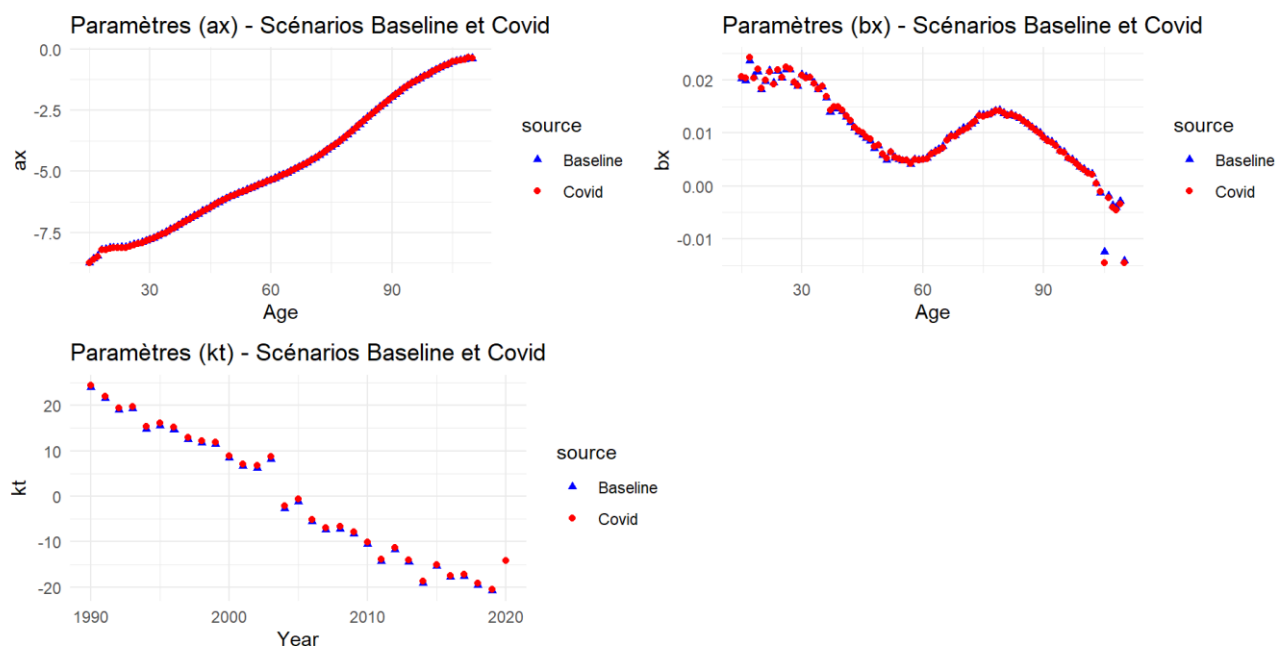 Paramètres (ax) - Scénarios Baseline et Covid
0.0
-2.5
-5.0
-7.5
ax
30
60
90
Age
source
Baseline
Covid
Paramètres (bx) - Scénarios Baseline et Covid
0.02
0.01
0.00
-0.01
bx
30
60
90
Age
source
Baseline
Covid
Paramètres (kt) - Scénarios Baseline et Covid
20
10
0
-10
-20
kt
1990
2000
2010
2020
Year
source
Baseline
Covid